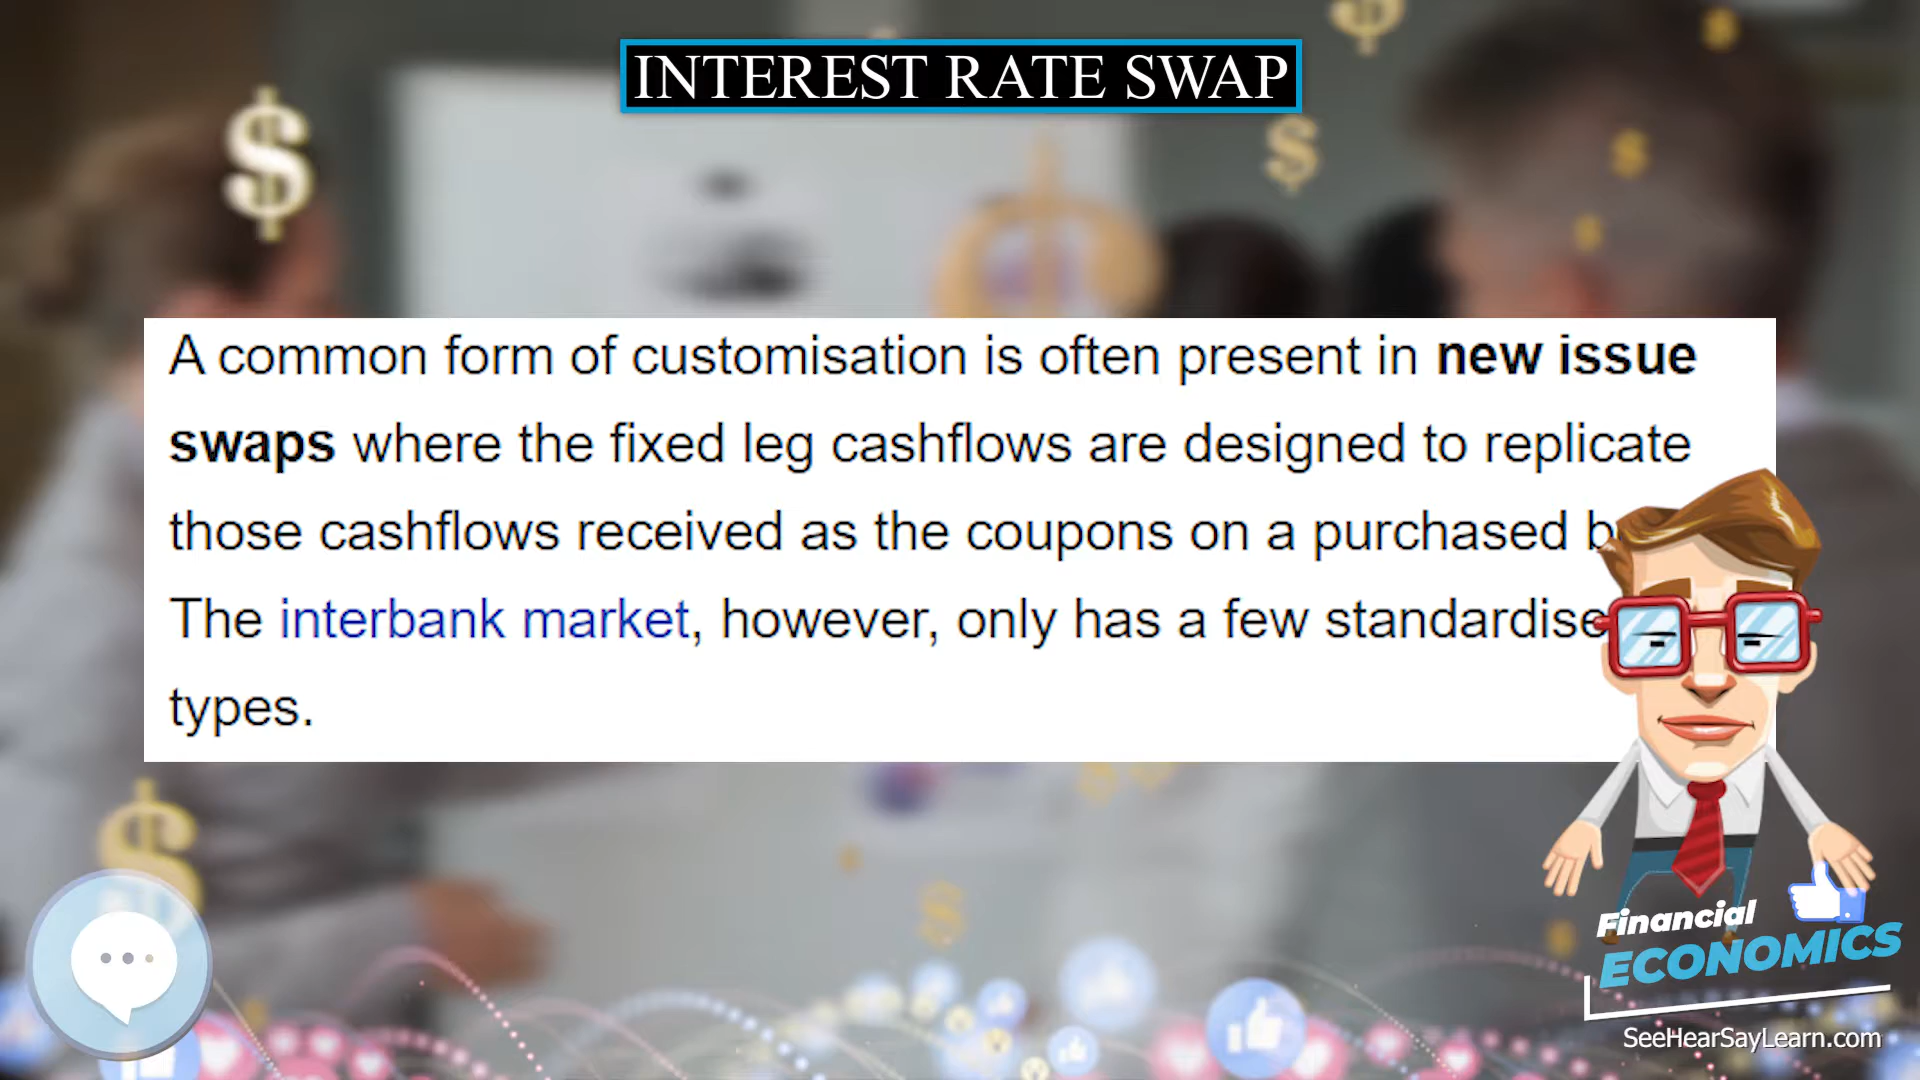 INTEREST RATE SWAP
A common form of customisation is often present in new issue
swaps where the fixed leg cashflows are designed to replicate
those cashflows received as the coupons on a purchased
The interbank market, however, only has a few
types.
Financial
ECONOMICS
SeeHearSayLearn.com